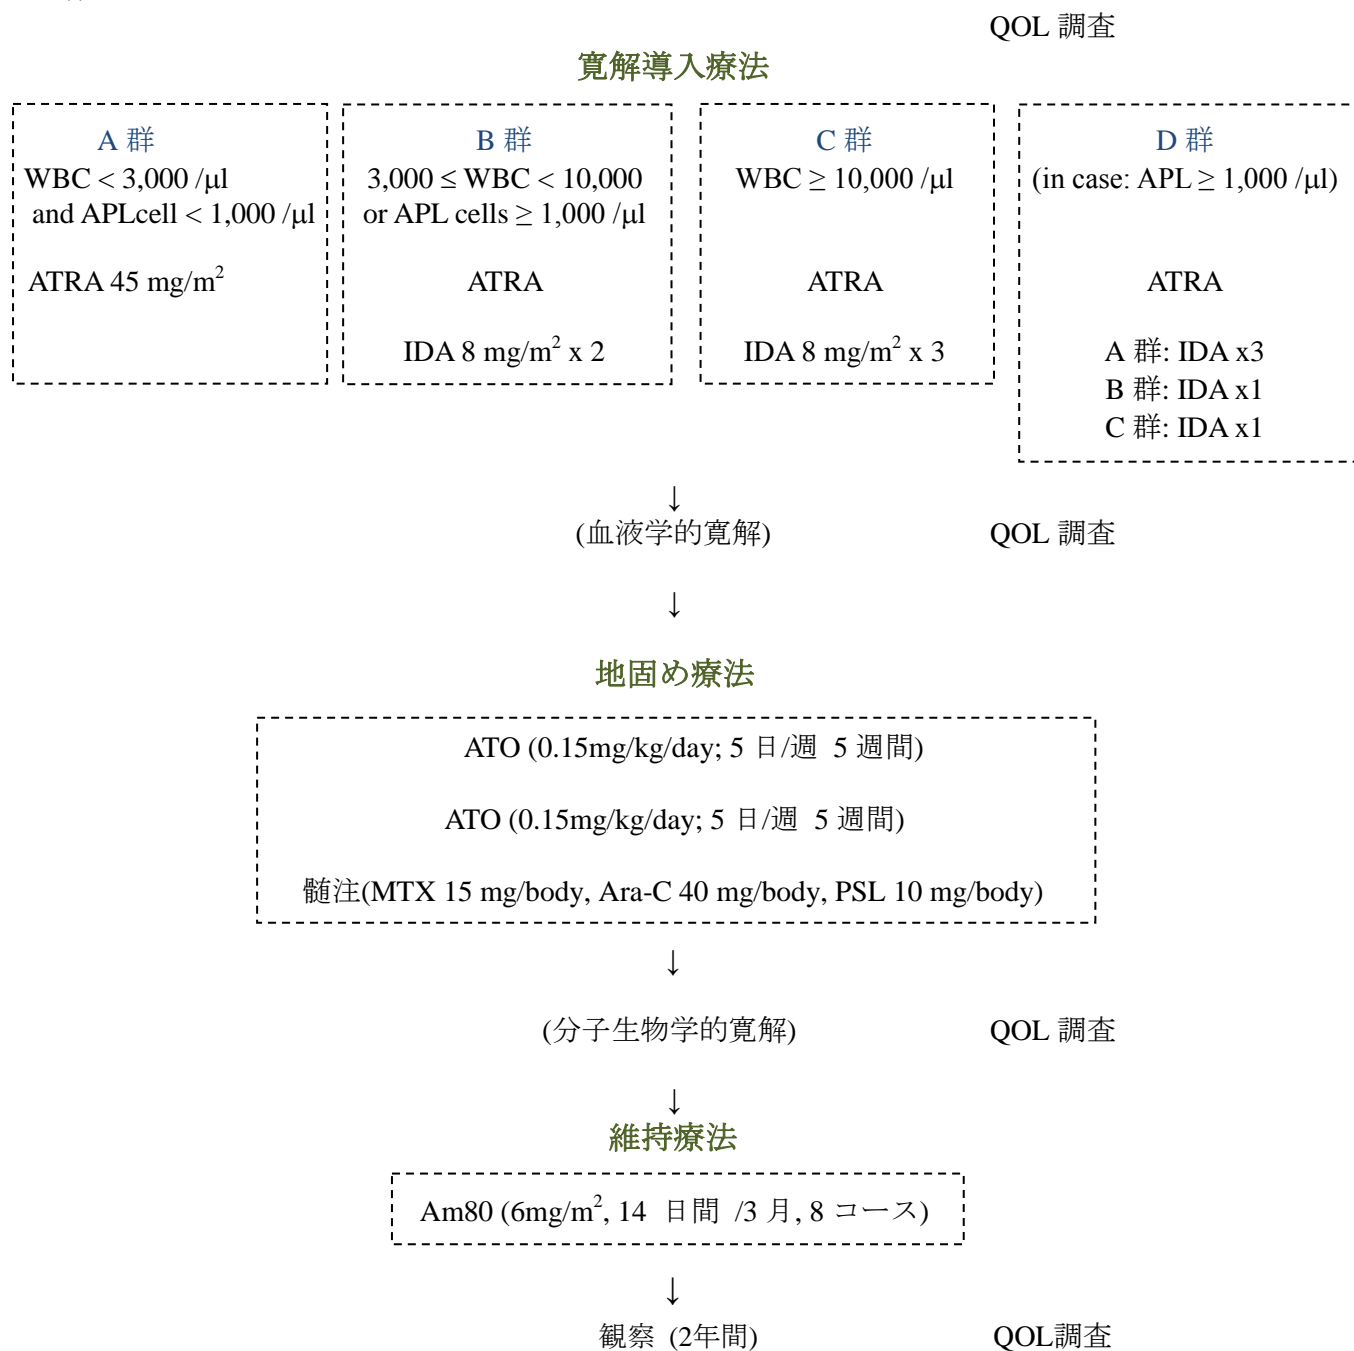 QOL 調査
寛解導入療法
A 群
WBC < 3,000 /μl
and APLcell < 1,000 /μl
ATRA 45 mg/m²
B 群
3,000 ≤ WBC < 10,000
or APL cells ≥ 1,000 /μl
ATRA
IDA 8 mg/m² x 2
C 群
WBC ≥ 10,000 /μl
ATRA
IDA 8 mg/m² x 3
D 群
(in case: APL ≥ 1,000 /μl)
ATRA
A 群: IDA x3
B 群: IDA x1
C 群: IDA x1
↓
(血液学的寛解) QOL 調査
↓
地固め療法
ATO (0.15mg/kg/day; 5 日/週 5 週間)
ATO (0.15mg/kg/day; 5 日/週 5 週間)
髄注(MTX 15 mg/body, Ara-C 40 mg/body, PSL 10 mg/body)
↓
(分子生物学的寛解) QOL 調査
↓
維持療法
Am80 (6mg/m², 14 日間 /3 月, 8 コース)
↓
観察 (2年間) QOL調査